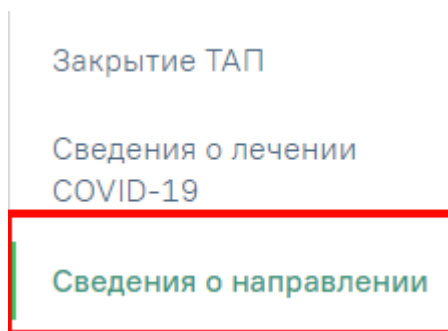 Закрытие ТАП
Сведения о лечении
COVID-19
Сведения о направлении